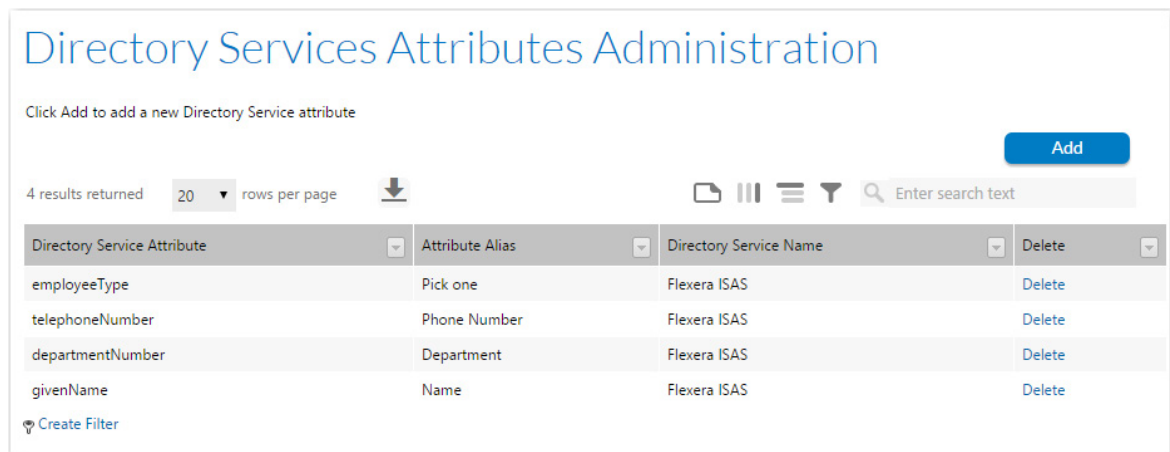 Directory Services Attributes Administration
Click Add to add a new Directory Service attribute
Add
4 results returned 20 rows per page Enter search text
Directory Service Attribute Attribute Alias Directory Service Name Delete
employeeType Pick one Flexera ISAS Delete
telephoneNumber Phone Number Flexera ISAS Delete
departmentNumber Department Flexera ISAS Delete
givenName Name Flexera ISAS Delete
Create Filter